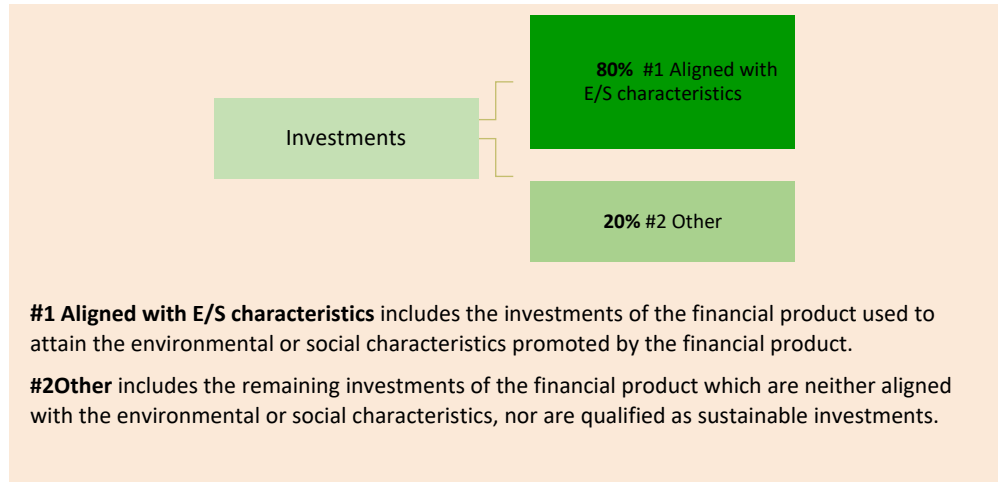 80% #1 Aligned with
E/S characteristics
Investments
20% #2 Other
#1 Aligned with E/S characteristics includes the investments of the financial product used to
attain the environmental or social characteristics promoted by the financial product.
#2Other includes the remaining investments of the financial product which are neither aligned
with the environmental or social characteristics, nor are qualified as sustainable investments.